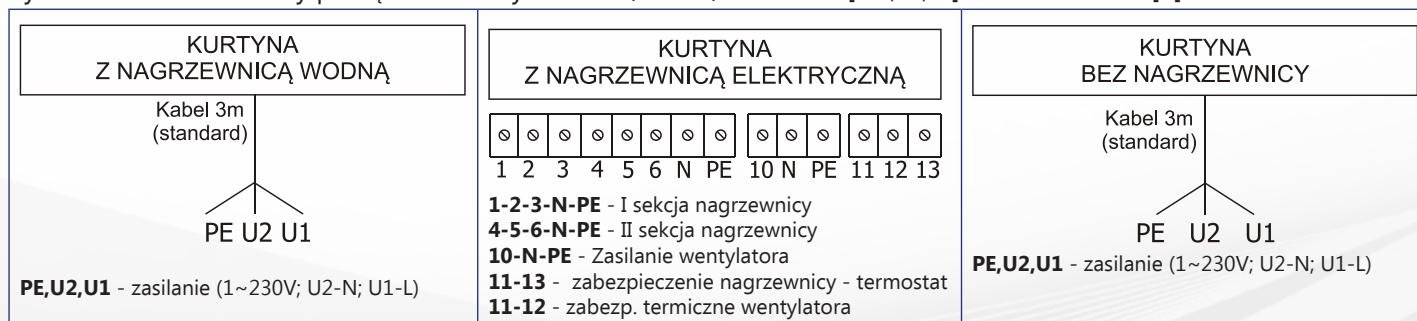 KURTYNA
Z NAGRZEWNICĄ WODNĄ
Kabel 3m
(standard)
PE U2 U1
PE,U2,U1 - zasilanie (1~230V; U2-N; U1-L)
KURTYNA
Z NAGRZEWNICĄ ELEKTRYCZNĄ
1 2 3 4 5 6 N PE 10 N PE 11 12 13
1-2-3-N-PE - I sekcja nagrzewnicy
4-5-6-N-PE - II sekcja nagrzewnicy
10-N-PE - Zasilanie wentylatora
11-13 - zabezpieczenie nagrzewnicy - termostat
11-12 - zabezp. termiczne wentylatora
KURTYNA
BEZ NAGRZEWNICY
Kabel 3m
(standard)
PE U2 U1
PE,U2,U1 - zasilanie (1~230V; U2-N; U1-L)